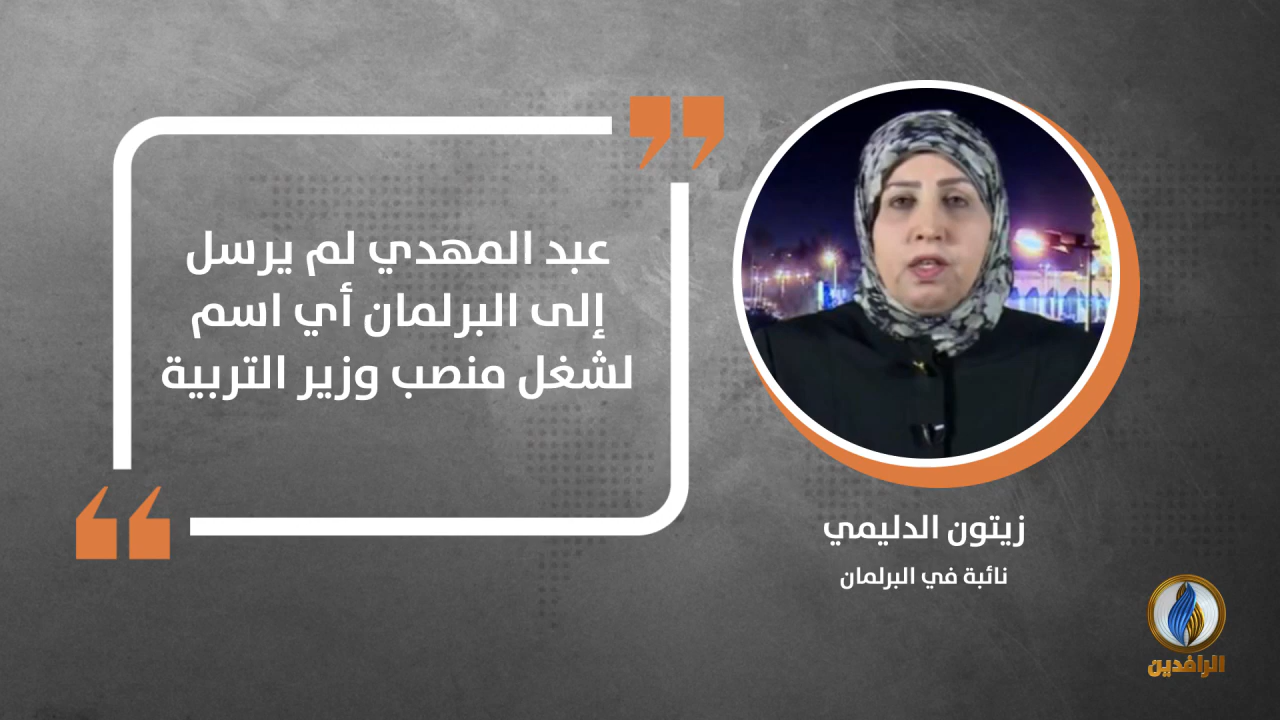 عبد المهدي لم يرسل
إلى البرلمان أي اسم
لشغل منصب وزير التربية
زيتون الدليمي
نائبة في البرلمان
الرافدين